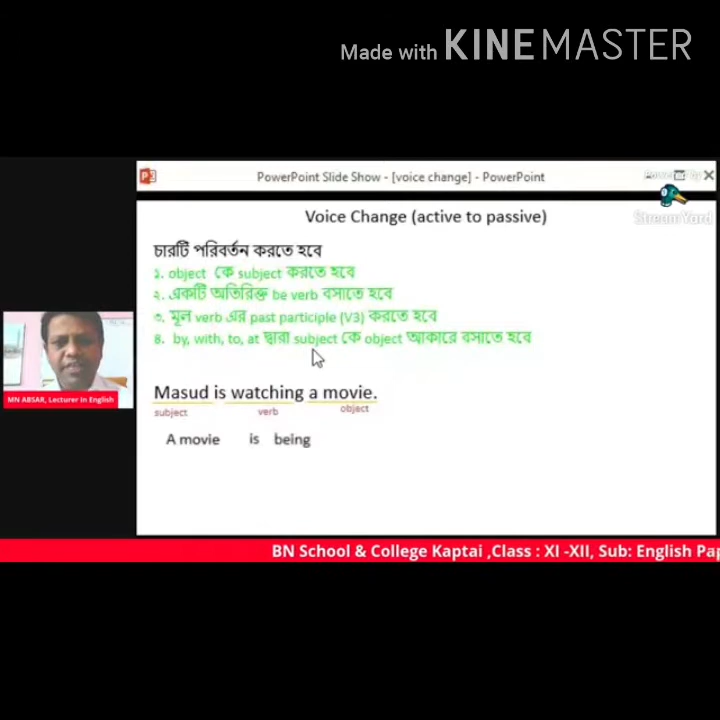 Made with KINEMASTER
PowerPoint Slide Show - [voice change] - PowerPoint
StreamYard
Voice Change (active to passive)
চারটি পরিবর্তন করতে হবে
১. object কে subject করতে হবে
২. একটি অতিরিক্ত be verb বসাতে হবে
৩. মূল verb এর past participle (V3) করতে হবে
৪. by, with, to, at দ্বারা subject কে object আকারে বসাতে হবে
Masud is watching a movie.
subject verb object
A movie is being
MN ABSAR, Lecturer in English
BN School & College Kaptai ,Class : XI -XII, Sub: English Pap